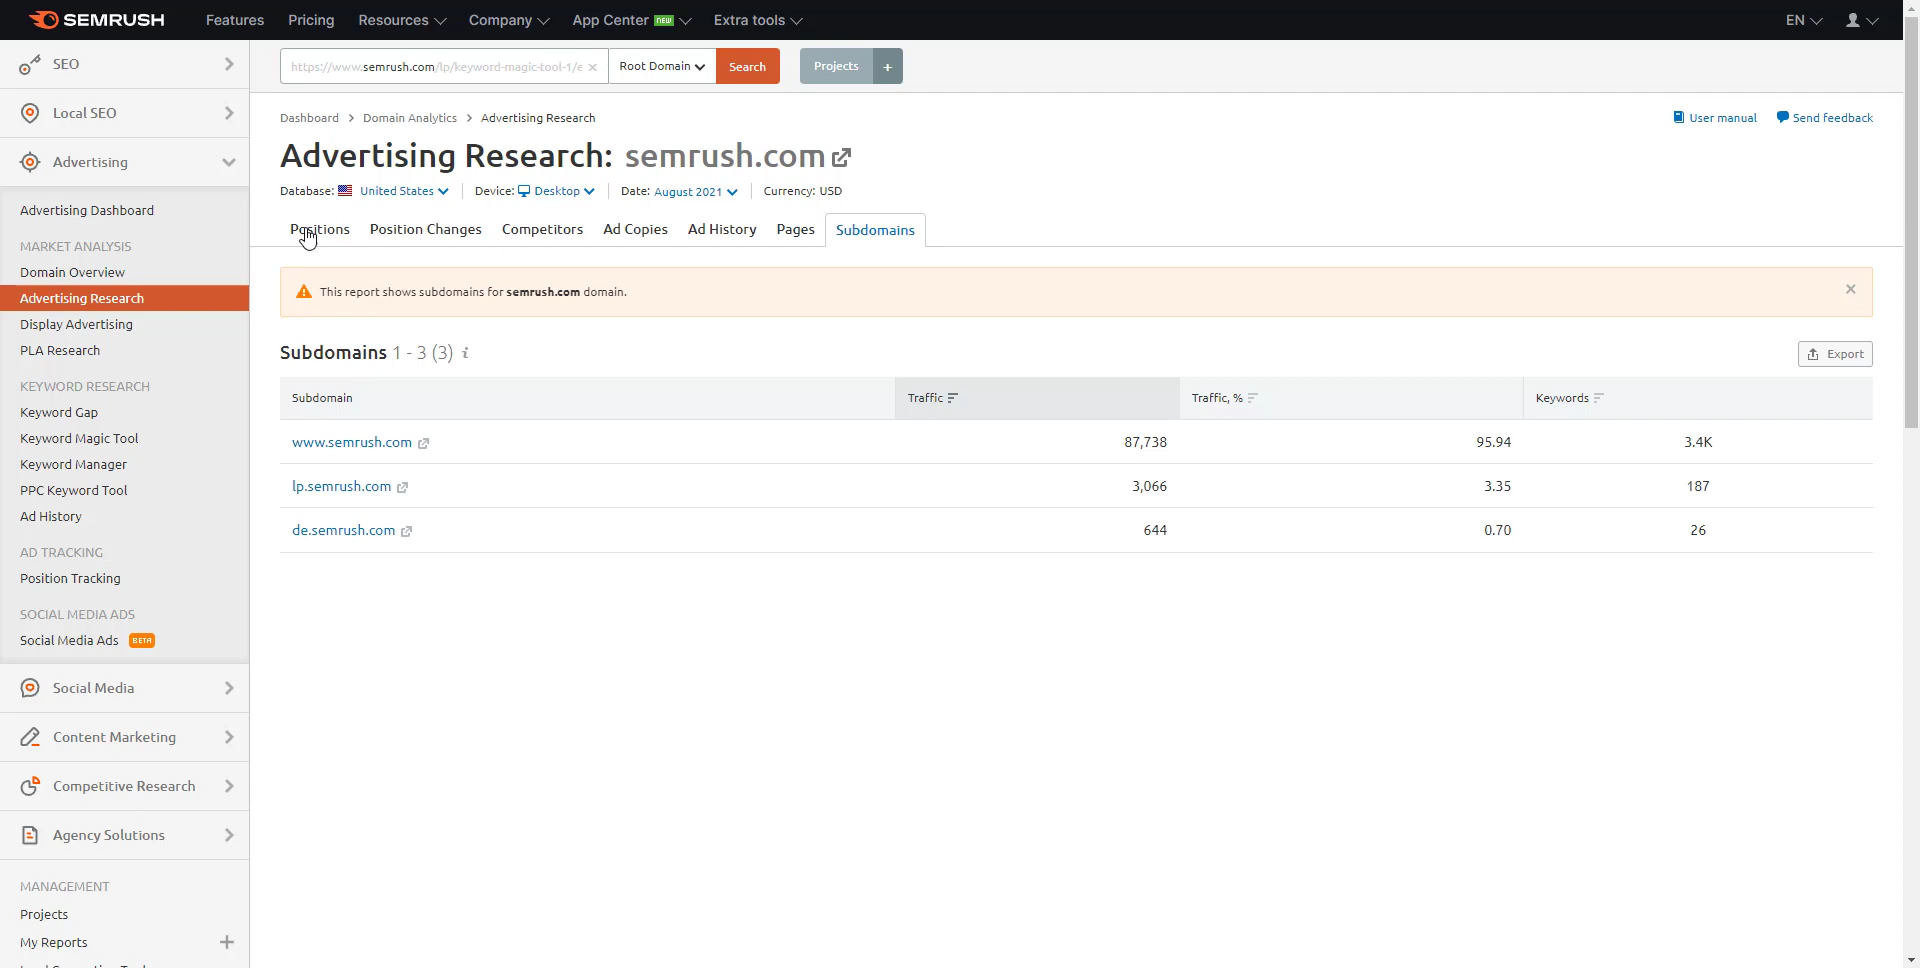 SEMRUSH Features Pricing Resources Company App Center NEW Extra tools EN
SEO
Local SEO
Advertising
Advertising Dashboard
MARKET ANALYSIS
Domain Overview
Advertising Research
Display Advertising
PLA Research
KEYWORD RESEARCH
Keyword Gap
Keyword Magic Tool
Keyword Manager
PPC Keyword Tool
Ad History
AD TRACKING
Position Tracking
SOCIAL MEDIA ADS
Social Media Ads BETA
Social Media
Content Marketing
Competitive Research
Agency Solutions
MANAGEMENT
Projects
My Reports +
https://www.semrush.com/lp/keyword-magic-tool-1/e × Root Domain Search Projects +
Dashboard > Domain Analytics > Advertising Research User manual Send feedback
Advertising Research: semrush.com
Database: United States Device: Desktop Date: August 2021 Currency: USD
Positions Position Changes Competitors Ad Copies Ad History Pages Subdomains
This report shows subdomains for semrush.com domain. ×
Subdomains 1 - 3 (3) i Export
Subdomain Traffic Traffic, % Keywords
www.semrush.com 87,738 95.94 3.4K
lp.semrush.com 3,066 3.35 187
de.semrush.com 644 0.70 26